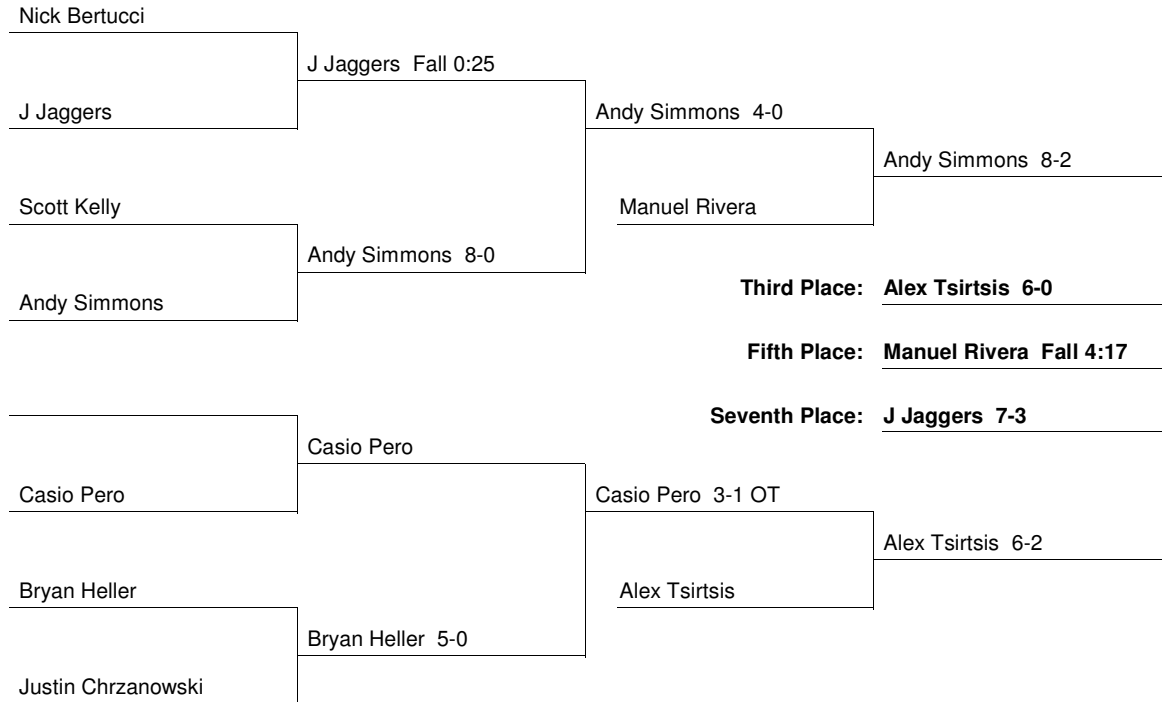 Nick Bertucci
J Jaggers Fall 0:25
J Jaggers
Andy Simmons 4-0
Andy Simmons 8-2
Scott Kelly
Manuel Rivera
Andy Simmons 8-0
Andy Simmons
Third Place: Alex Tsirtsis 6-0
Fifth Place: Manuel Rivera Fall 4:17
Seventh Place: J Jaggers 7-3
Casio Pero
Casio Pero
Casio Pero 3-1 OT
Alex Tsirtsis 6-2
Bryan Heller
Alex Tsirtsis
Bryan Heller 5-0
Justin Chrzanowski